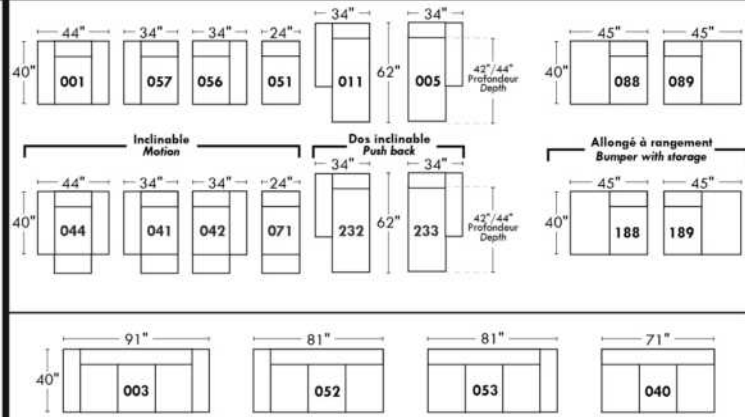 44" 34" 34" 24" 34" 34" 45" 45"
40" 001 057 056 051 011 62" 005 42"/44" 40" 088 089
Profondeur
Depth
Inclinable Dos inclinable Allongé à rangement
Motion Push back Bumper with storage
44" 34" 34" 24" 34" 34" 45" 45"
40" 044 041 042 071 232 62" 233 42"/44" 40" 188 189
Profondeur
Depth
91" 81" 81" 71"
40" 003 052 053 040